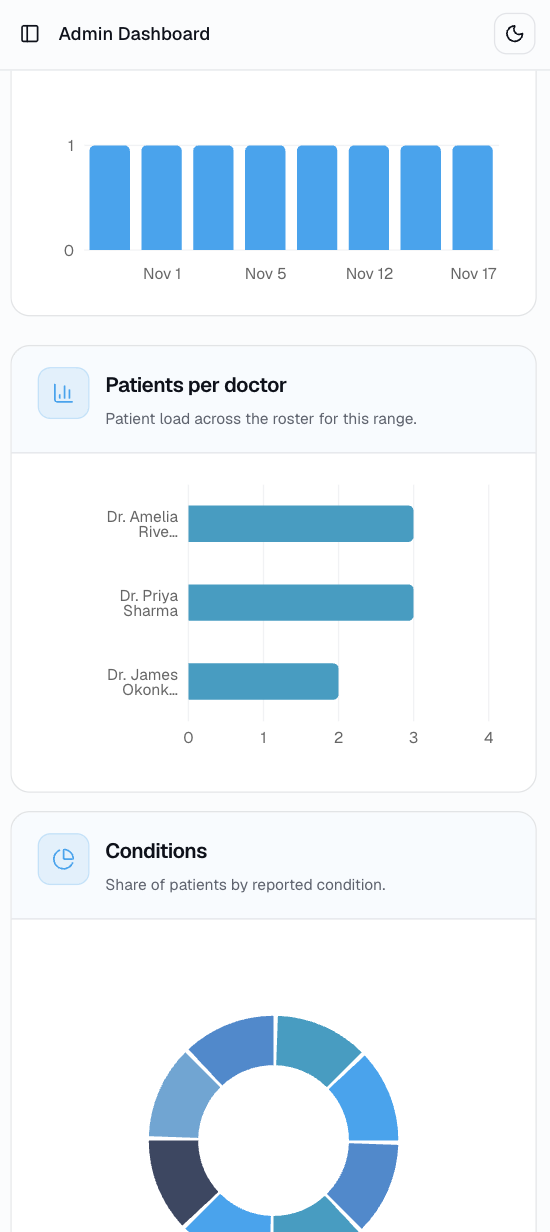 Admin Dashboard
1
0
Nov 1
Nov 5
Nov 12
Nov 17
Patients per doctor
Patient load across the roster for this range.
Dr. Amelia
Rive...
Dr. Priya
Sharma
Dr. James
Okonk...
0
1
2
3
4
Conditions
Share of patients by reported condition.